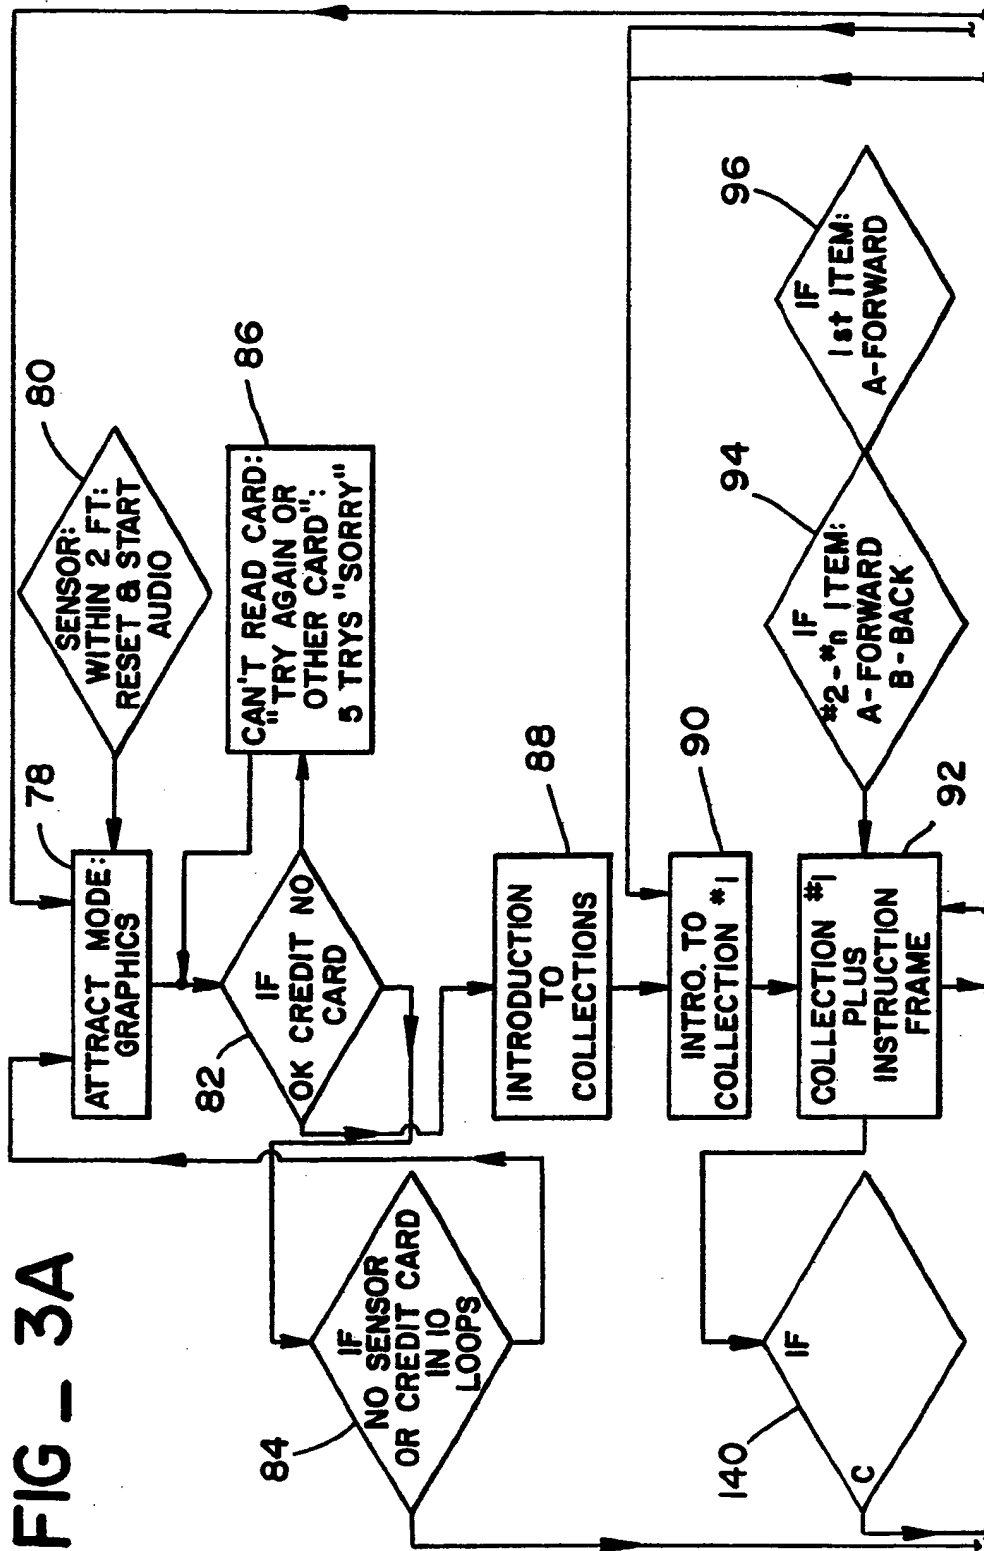 FIG_3A
78
ATTRACT MODE:
GRAPHICS
80
SENSOR:
WITHIN 2 FT:
RESET & START
AUDIO
82
IF
OK CREDIT NO
CARD
84
IF
NO SENSOR
OR CREDIT CARD
IN 10
LOOPS
86
CAN'T READ CARD:
"TRY AGAIN OR
OTHER CARD":
5 TRYS "SORRY"
88
INTRODUCTION
TO
COLLECTIONS
90
INTRO. TO
COLLECTION #1
92
COLLECTION #1
PLUS
INSTRUCTION
FRAME
94
IF
#2-#n ITEM:
A-FORWARD
B-BACK
96
IF
1st ITEM:
A-FORWARD
140
IF
C